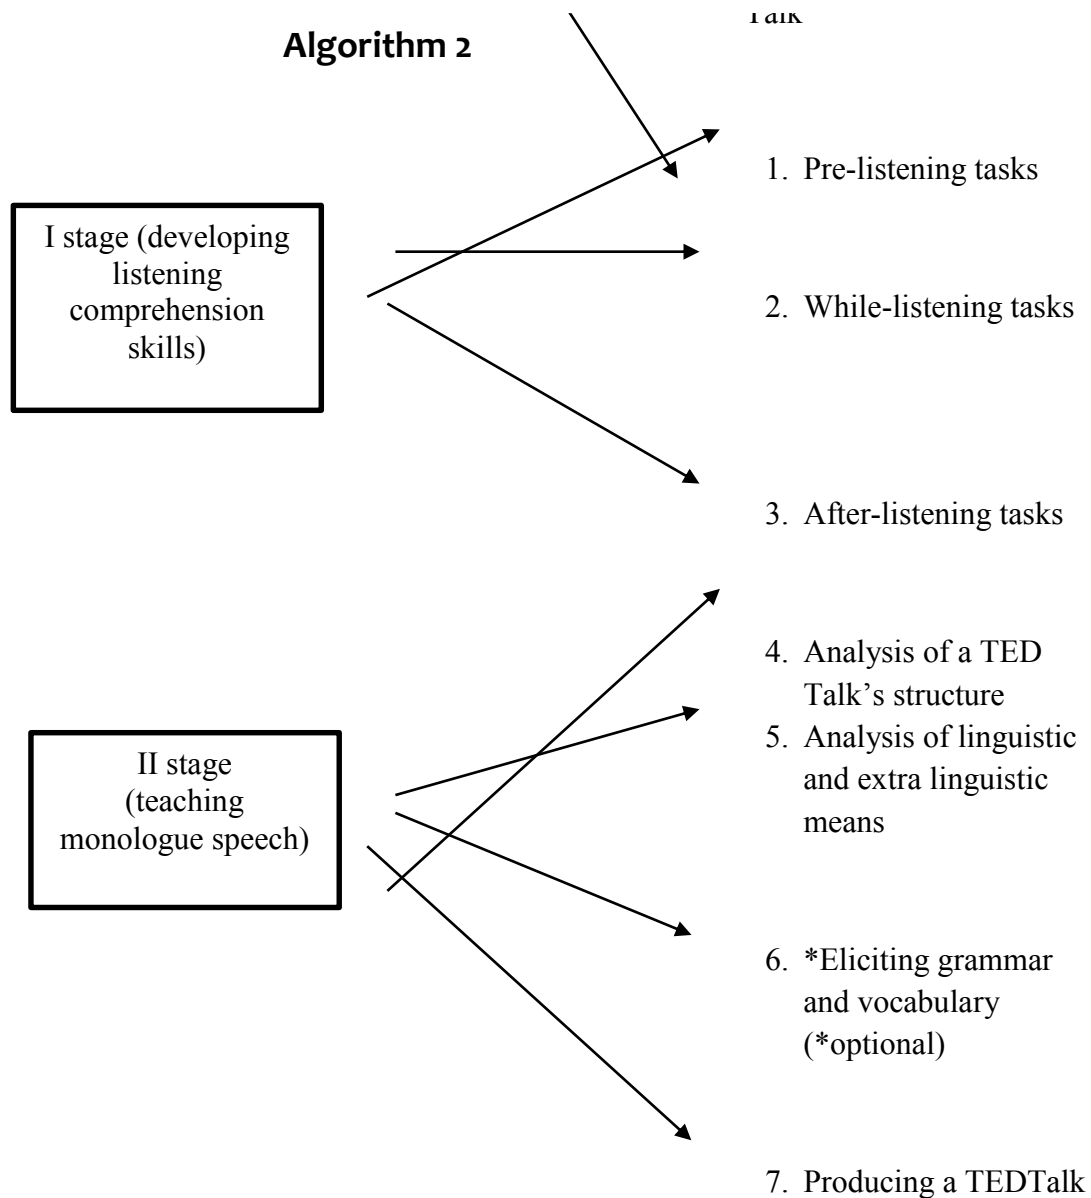 Talk
Algorithm 2
1. Pre-listening tasks
I stage (developing
listening
comprehension
skills)
2. While-listening tasks
3. After-listening tasks
4. Analysis of a TED
Talk’s structure
5. Analysis of linguistic
and extra linguistic
means
II stage
(teaching
monologue speech)
6. *Eliciting grammar
and vocabulary
(*optional)
7. Producing a TEDTalk